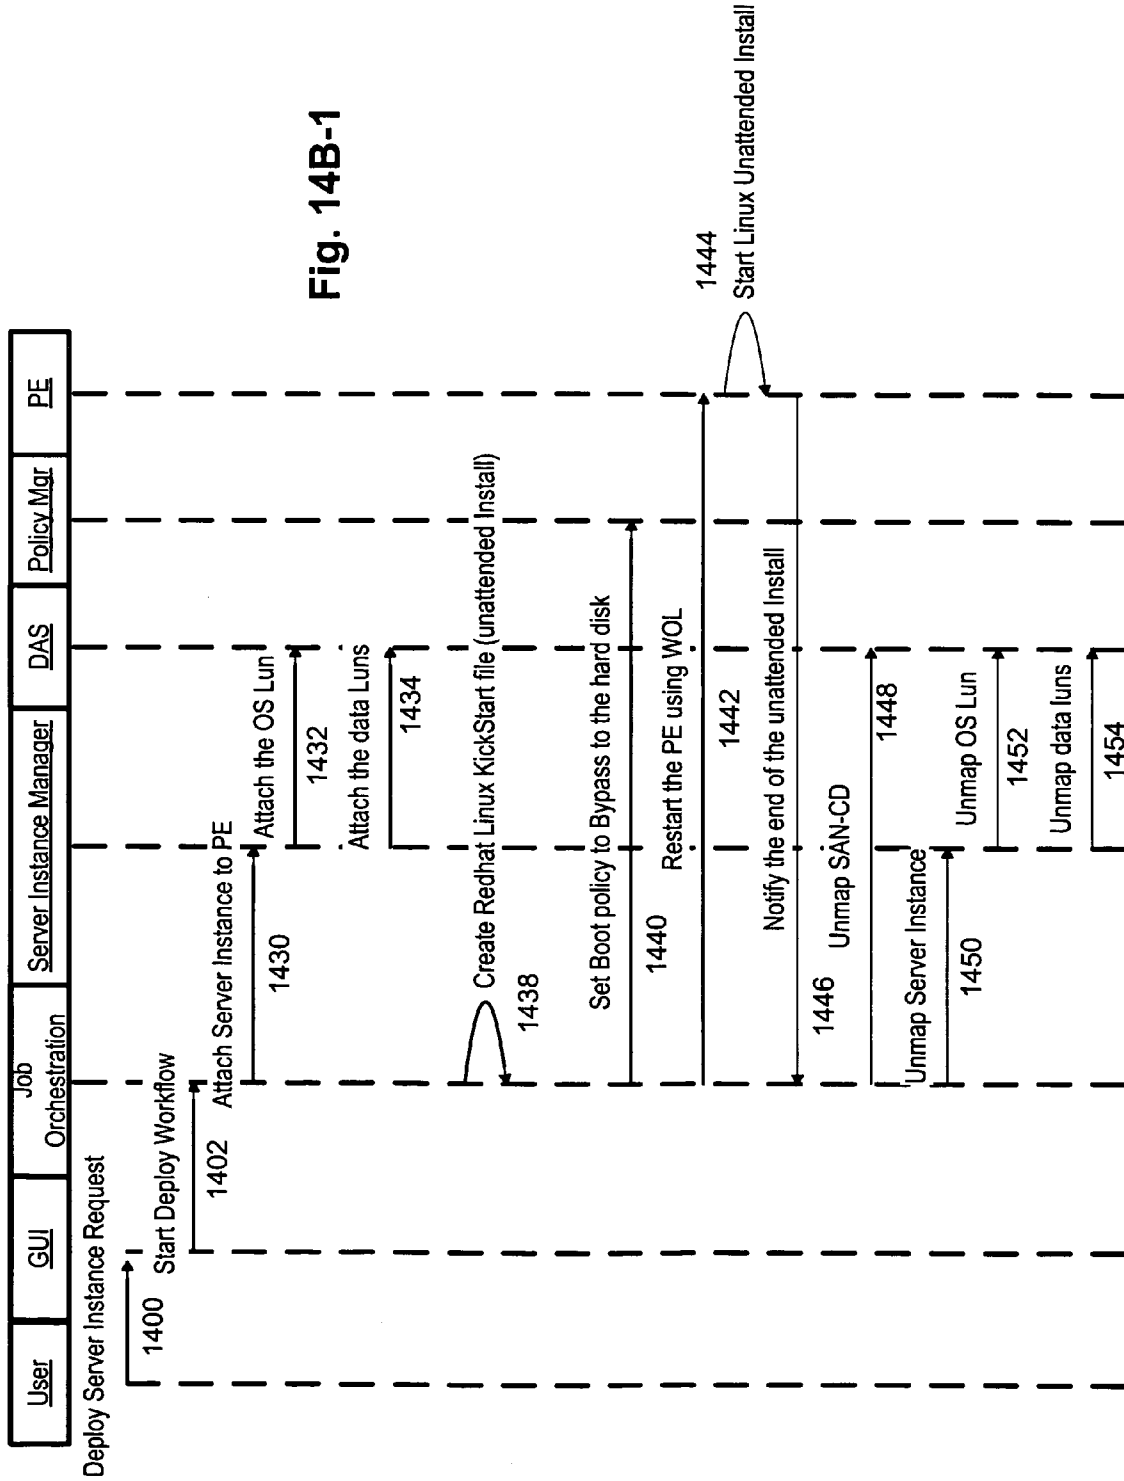 Fig. 14B-1
User
GUI
Job
Orchestration
Server Instance Manager
DAS
Policy Mgr
PE
Deploy Server Instance Request
1400
Start Deploy Workflow
1402
Attach Server Instance to PE
1430
Attach the OS Lun
1432
Attach the data Luns
1434
Create Redhat Linux KickStart file (unattended Install)
1438
Set Boot policy to Bypass to the hard disk
1440
Restart the PE using WOL
1442
1444
Start Linux Unattended Install
Notify the end of the unattended Install
1446
Unmap SAN-CD
1448
Unmap Server Instance
1450
Unmap OS Lun
1452
Unmap data luns
1454